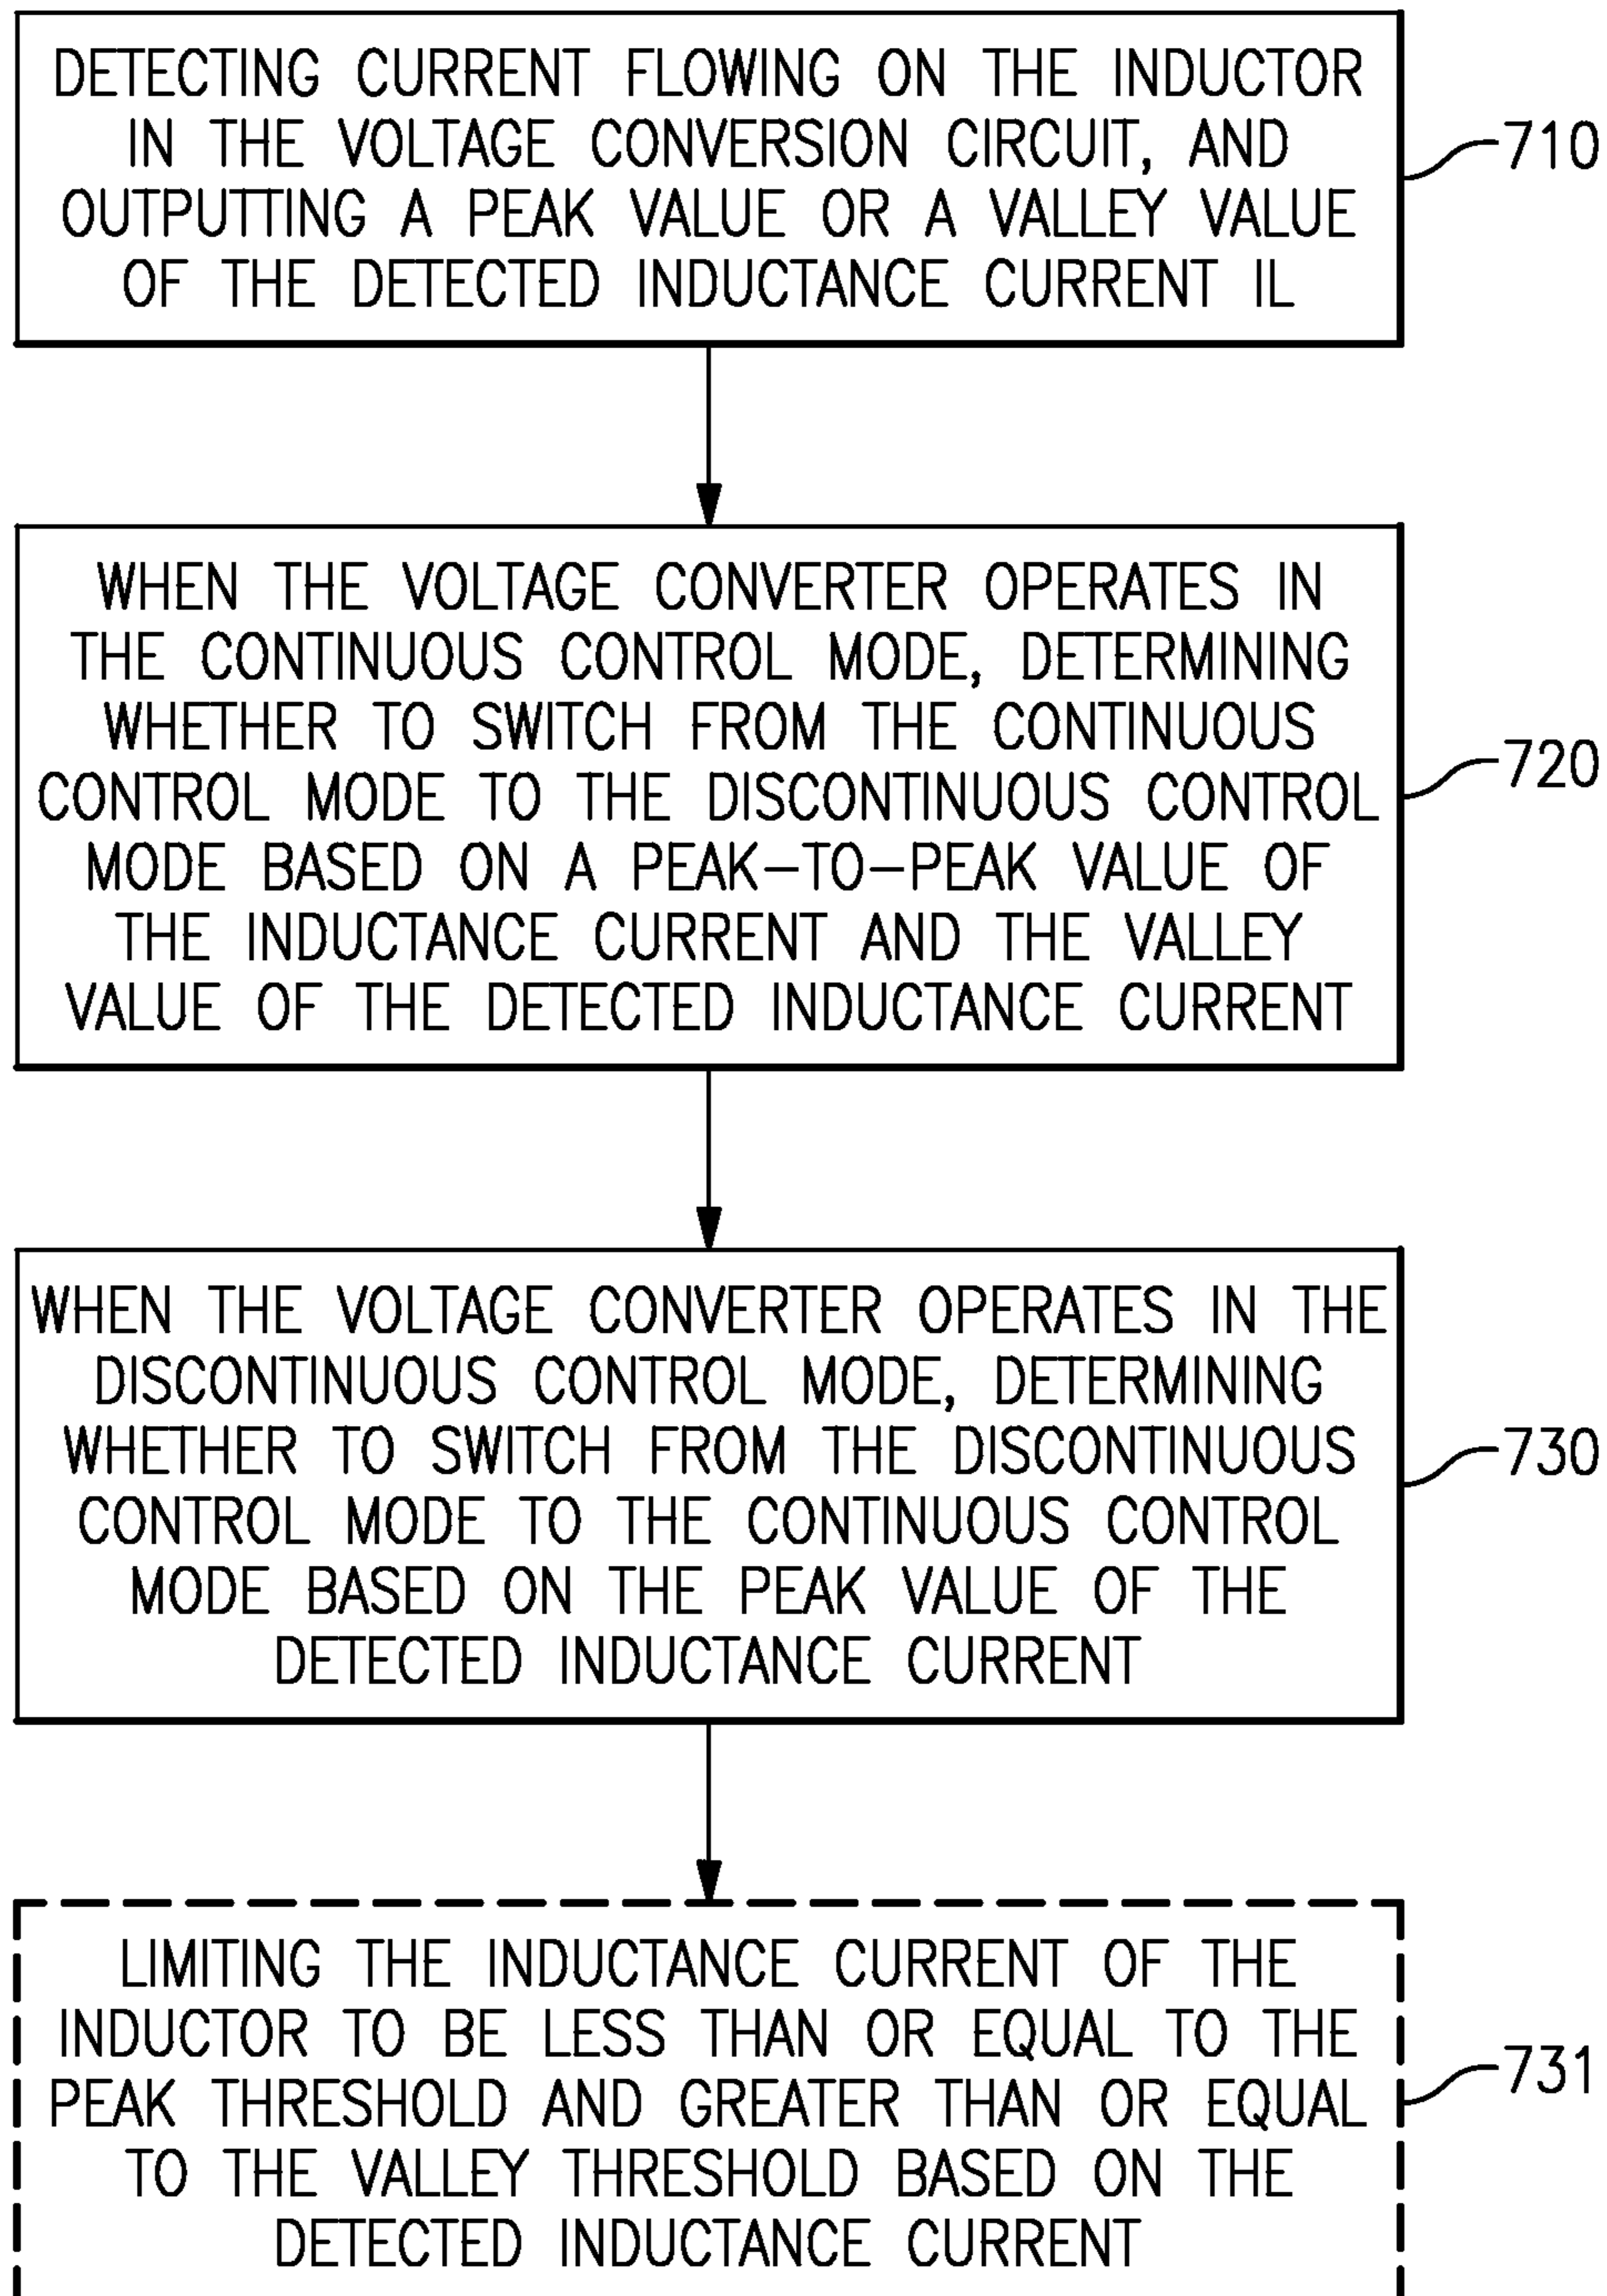 DETECTING CURRENT FLOWING ON THE INDUCTOR
IN THE VOLTAGE CONVERSION CIRCUIT, AND
OUTPUTTING A PEAK VALUE OR A VALLEY VALUE
OF THE DETECTED INDUCTANCE CURRENT IL
710
WHEN THE VOLTAGE CONVERTER OPERATES IN
THE CONTINUOUS CONTROL MODE, DETERMINING
WHETHER TO SWITCH FROM THE CONTINUOUS
CONTROL MODE TO THE DISCONTINUOUS CONTROL
MODE BASED ON A PEAK-TO-PEAK VALUE OF
THE INDUCTANCE CURRENT AND THE VALLEY
VALUE OF THE DETECTED INDUCTANCE CURRENT
720
WHEN THE VOLTAGE CONVERTER OPERATES IN THE
DISCONTINUOUS CONTROL MODE, DETERMINING
WHETHER TO SWITCH FROM THE DISCONTINUOUS
CONTROL MODE TO THE CONTINUOUS CONTROL
MODE BASED ON THE PEAK VALUE OF THE
DETECTED INDUCTANCE CURRENT
730
LIMITING THE INDUCTANCE CURRENT OF THE
INDUCTOR TO BE LESS THAN OR EQUAL TO THE
PEAK THRESHOLD AND GREATER THAN OR EQUAL
TO THE VALLEY THRESHOLD BASED ON THE
DETECTED INDUCTANCE CURRENT
731